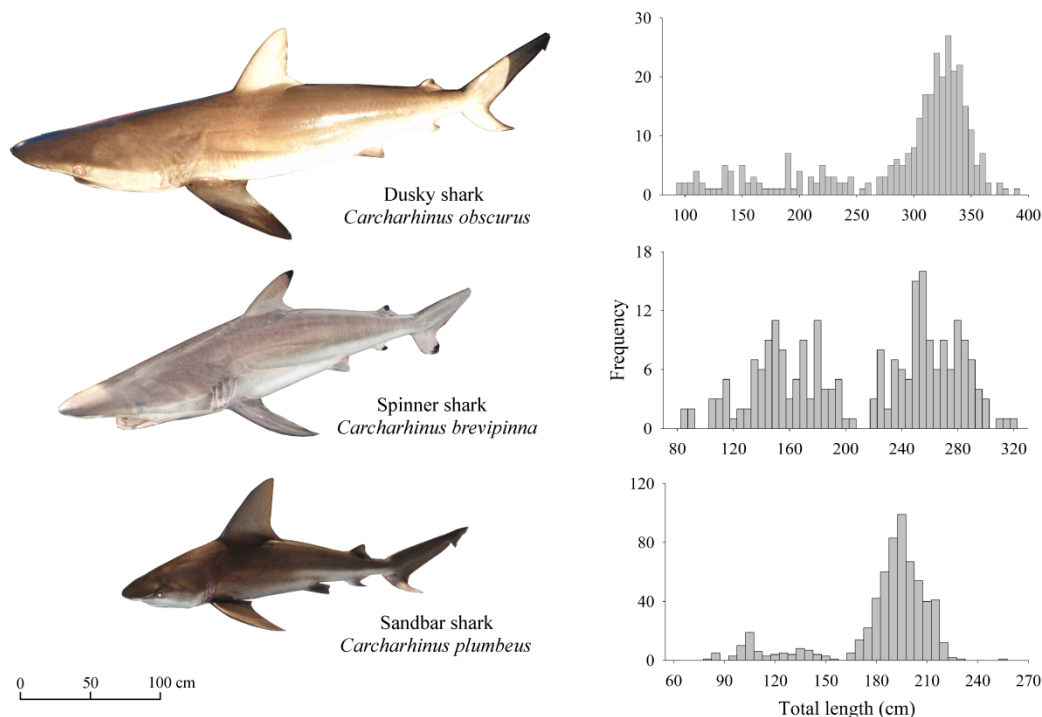 Dusky shark
Carcharhinus obscurus
Spinner shark
Carcharhinus brevipinna
Sandbar shark
Carcharhinus plumbeus
0 50 100 cm
30
20
10
0
100 150 200 250 300 350 400
Frequency
18
12
6
0
80 120 160 200 240 280 320
120
80
40
0
60 90 120 150 180 210 240 270
Total length (cm)